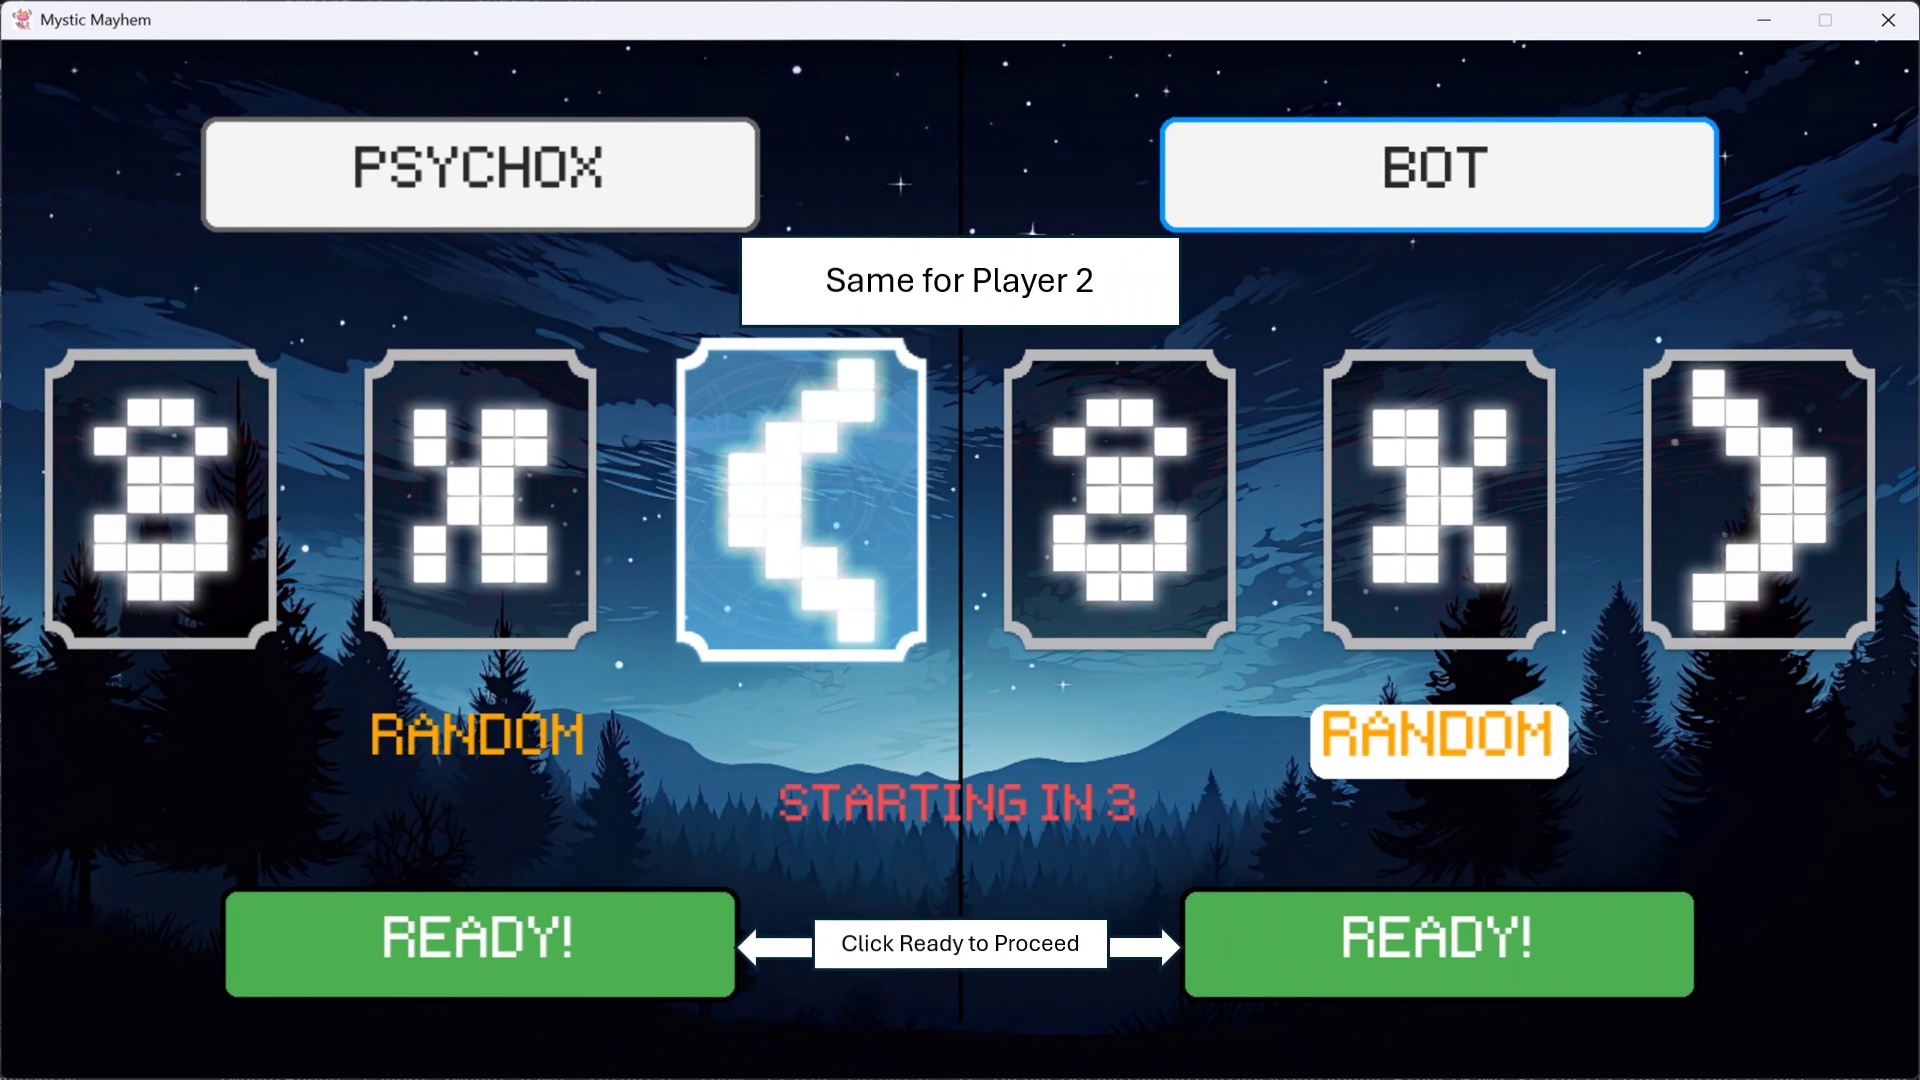 Mystic Mayhem
PSYCHOX
BOT
Same for Player 2
RANDOM
RANDOM
STARTING IN 3
READY!
Click Ready to Proceed
READY!